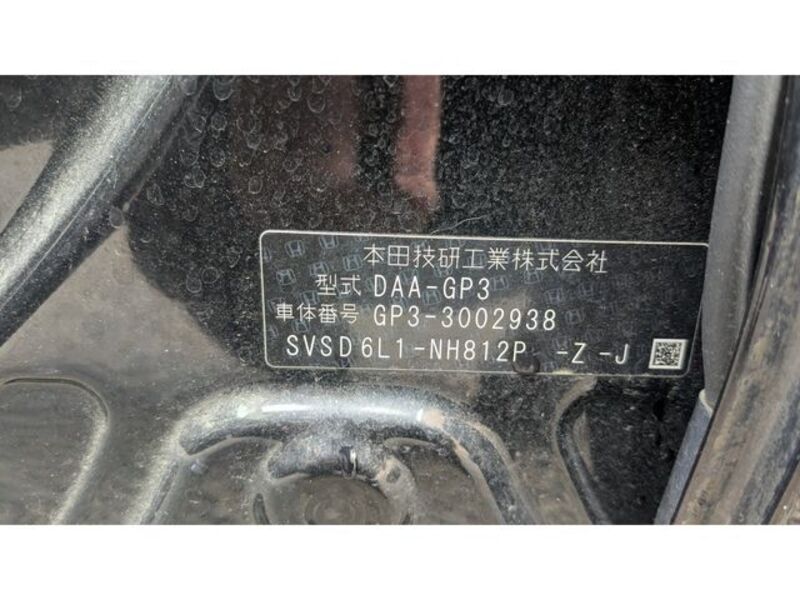 本田技研工業株式会社
型式 DAA-GP3
車体番号 GP3-3002938
SVSD6L1-NH812P -Z-J